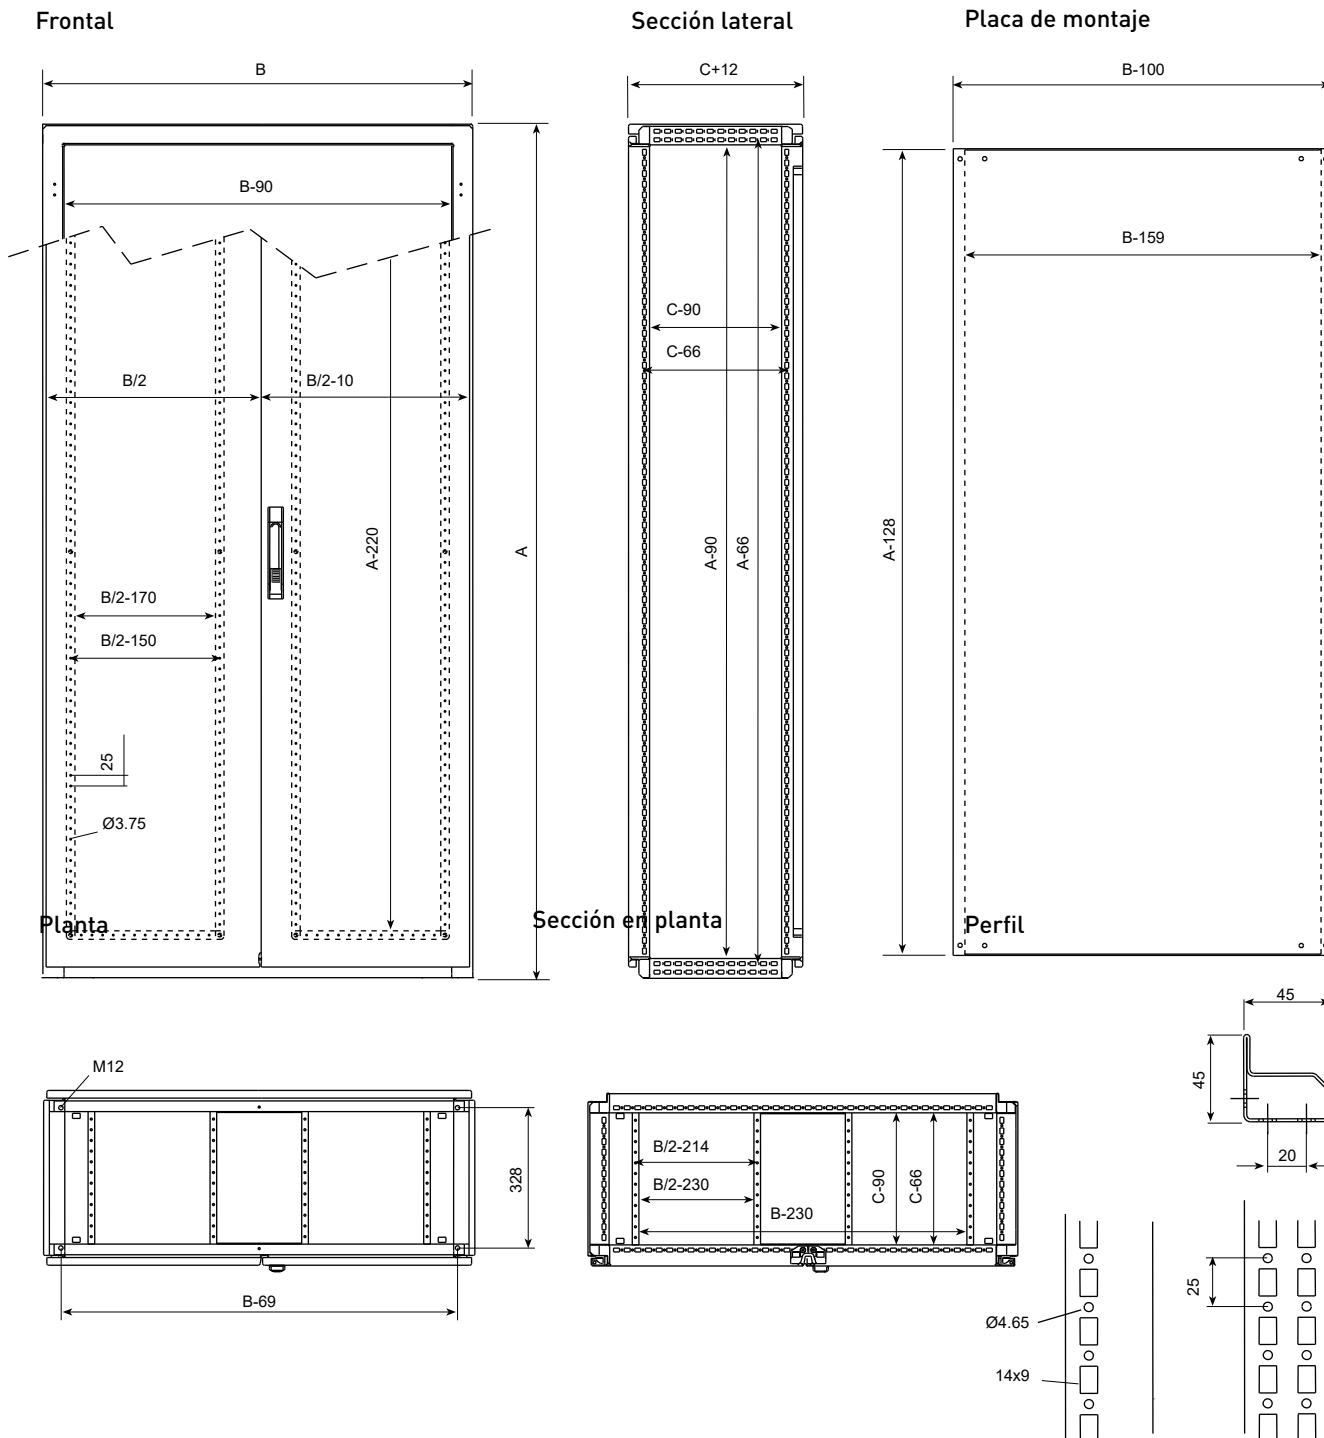 Frontal
Sección lateral
Placa de montaje
B
C+12
B-100
B-90
B-159
C-90
C-66
B/2
B/2-10
A-220
A
A-90
A-66
A-128
B/2-170
B/2-150
25
Ø3.75
Planta
Sección en planta
Perfil
45
M12
45
328
B/2-214
B/2-230
B-230
C-90
C-66
20
B-69
25
Ø4.65
14x9